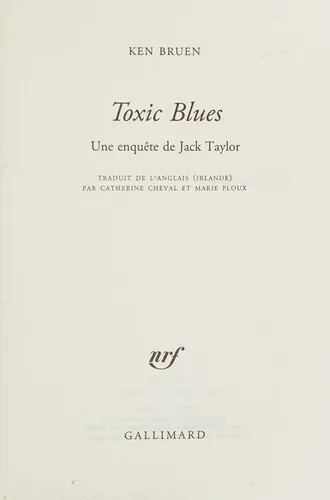 KEN BRUEN
Toxic Blues
Une enquête de Jack Taylor
TRADUIT DE L'ANGLAIS (IRLANDE)
PAR CATHERINE CHEVAL ET MARIE PLOUX
nrf
GALLIMARD